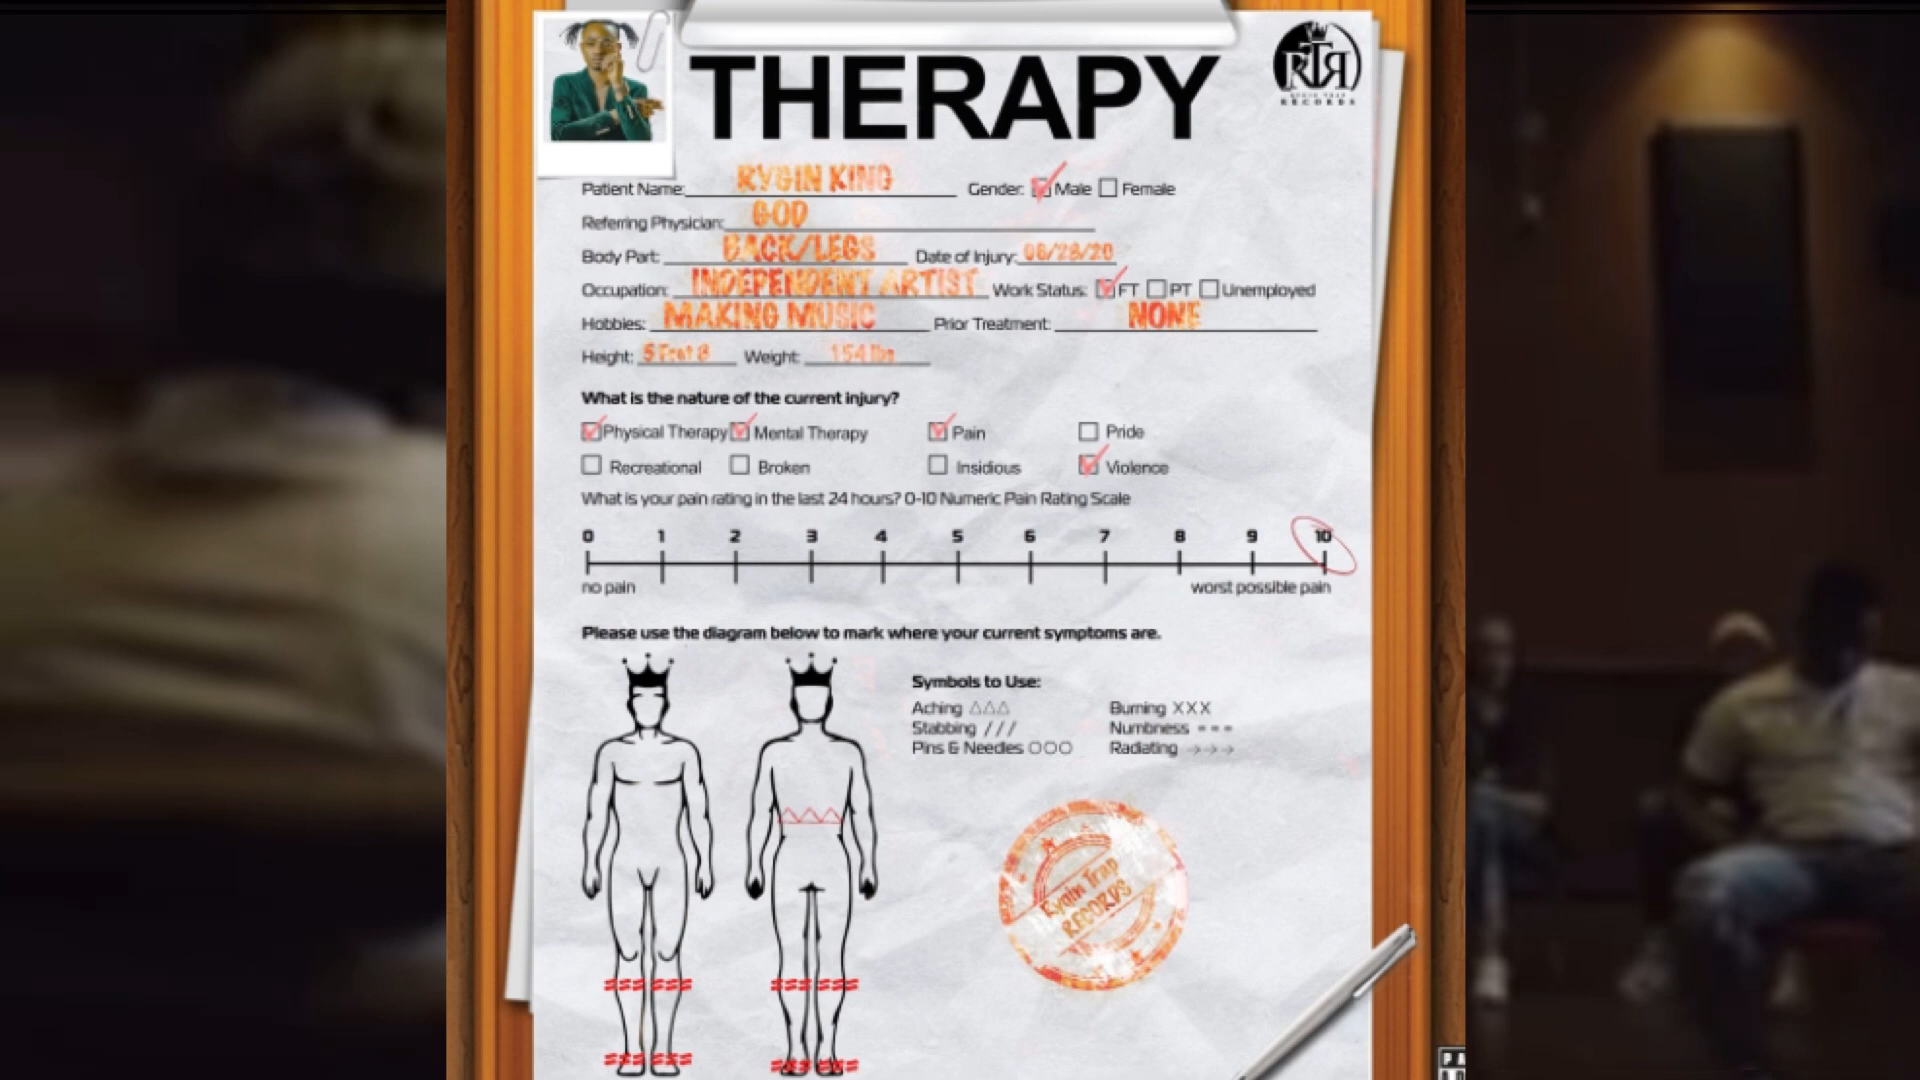 THERAPY
RTR
RECORDS
Patient Name: RYGIN KING Gender: Male Female
Referring Physician: GOD
Body Part: BACK/LEGS Date of Injury: 06/28/20
Occupation: INDEPENDENT ARTIST Work Status: FT PT Unemployed
Hobbies: MAKING MUSIC Prior Treatment: NONE
Height: 5 Feet 8 Weight: 154 lbs
What is the nature of the current injury?
Physical Therapy Mental Therapy Pain Pride
Recreational Broken Insidious Violence
What is your pain rating in the last 24 hours? 0-10 Numeric Pain Rating Scale
0 1 2 3 4 5 6 7 8 9 10
no pain worst possible pain
Please use the diagram below to mark where your current symptoms are.
Symbols to Use:
Aching △△△ Burning XXX
Stabbing /// Numbness ===
Pins & Needles OOO Radiating →→→
Rygin Trap
RECORDS